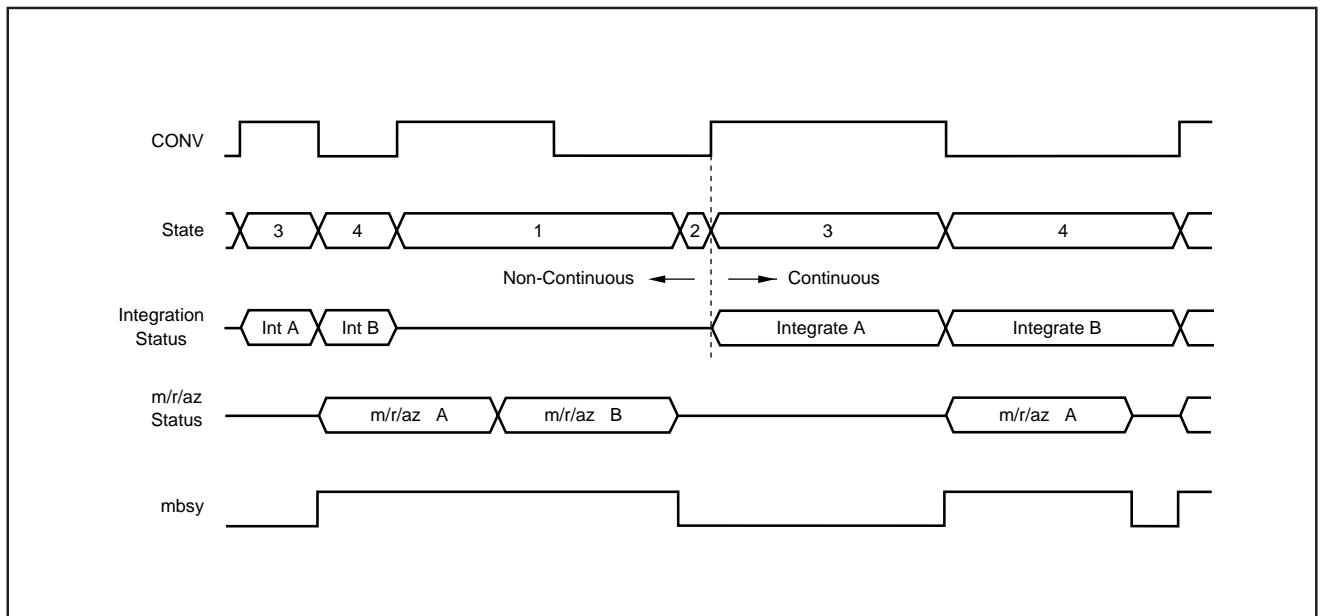 CONV
State
3
4
1
2
3
4
Non-Continuous
Continuous
Integration
Status
Int A
Int B
Integrate A
Integrate B
m/r/az
Status
m/r/az A
m/r/az B
m/r/az A
mbsy